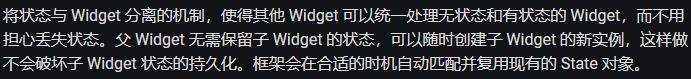 将状态与 Widget 分离的机制，使得其他 Widget 可以统一处理无状态和有状态的 Widget，而不用
担心丢失状态。父 Widget 无需保留子 Widget 的状态，可以随时创建子 Widget 的新实例，这样做
不会破坏子 Widget 状态的持久化。框架会在合适的时机自动匹配并复用现有的 State 对象。